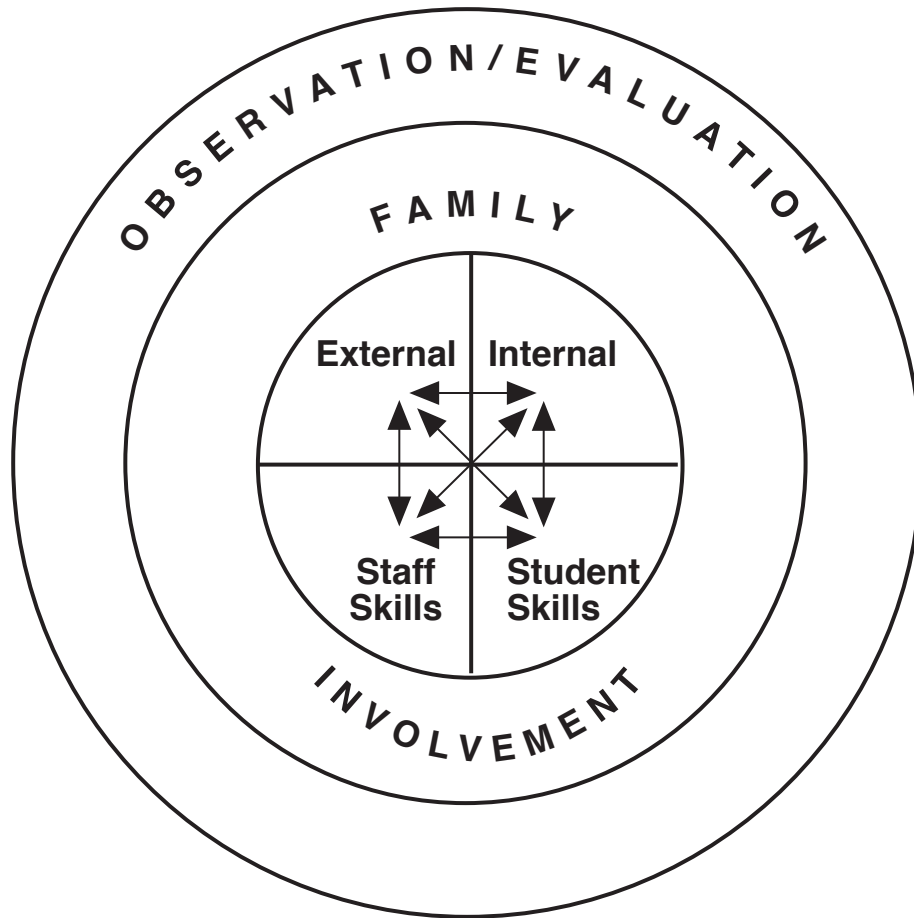 OBSERVATION/EVALUATION
FAMILY
External Internal
Staff Student
Skills Skills
INVOLVEMENT